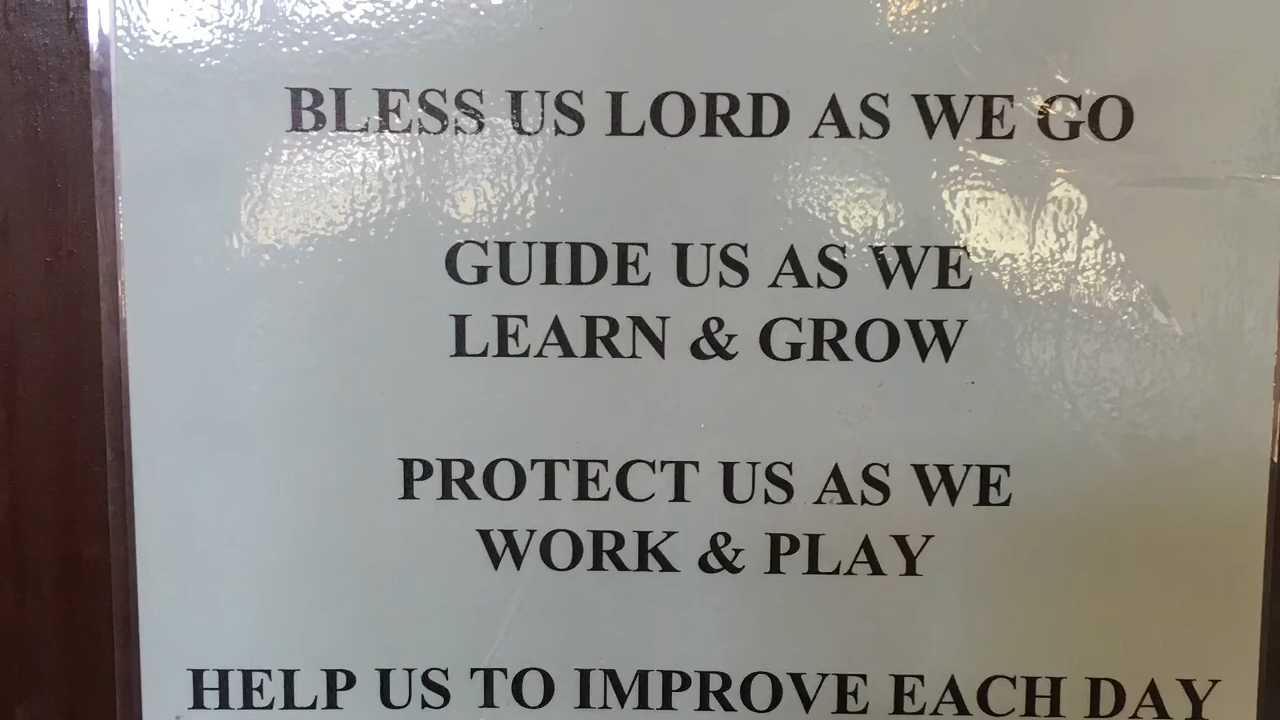 BLESS US LORD AS WE GO
GUIDE US AS WE
LEARN & GROW
PROTECT US AS WE
WORK & PLAY
HELP US TO IMPROVE EACH DAY